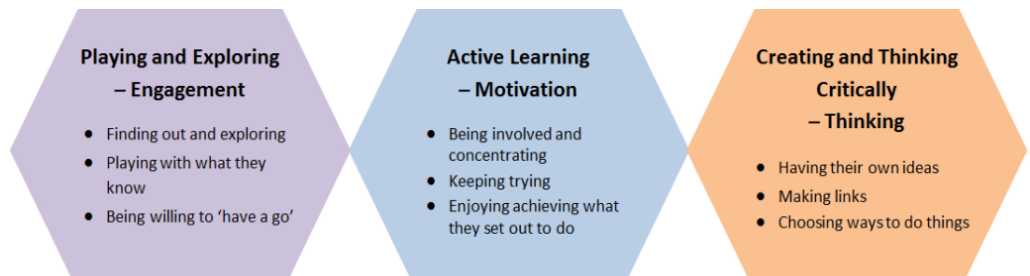 Playing and Exploring
– Engagement
● Finding out and exploring
● Playing with what they
know
● Being willing to ‘have a go’
Active Learning
– Motivation
● Being involved and
concentrating
● Keeping trying
● Enjoying achieving what
they set out to do
Creating and Thinking
Critically
– Thinking
● Having their own ideas
● Making links
● Choosing ways to do things